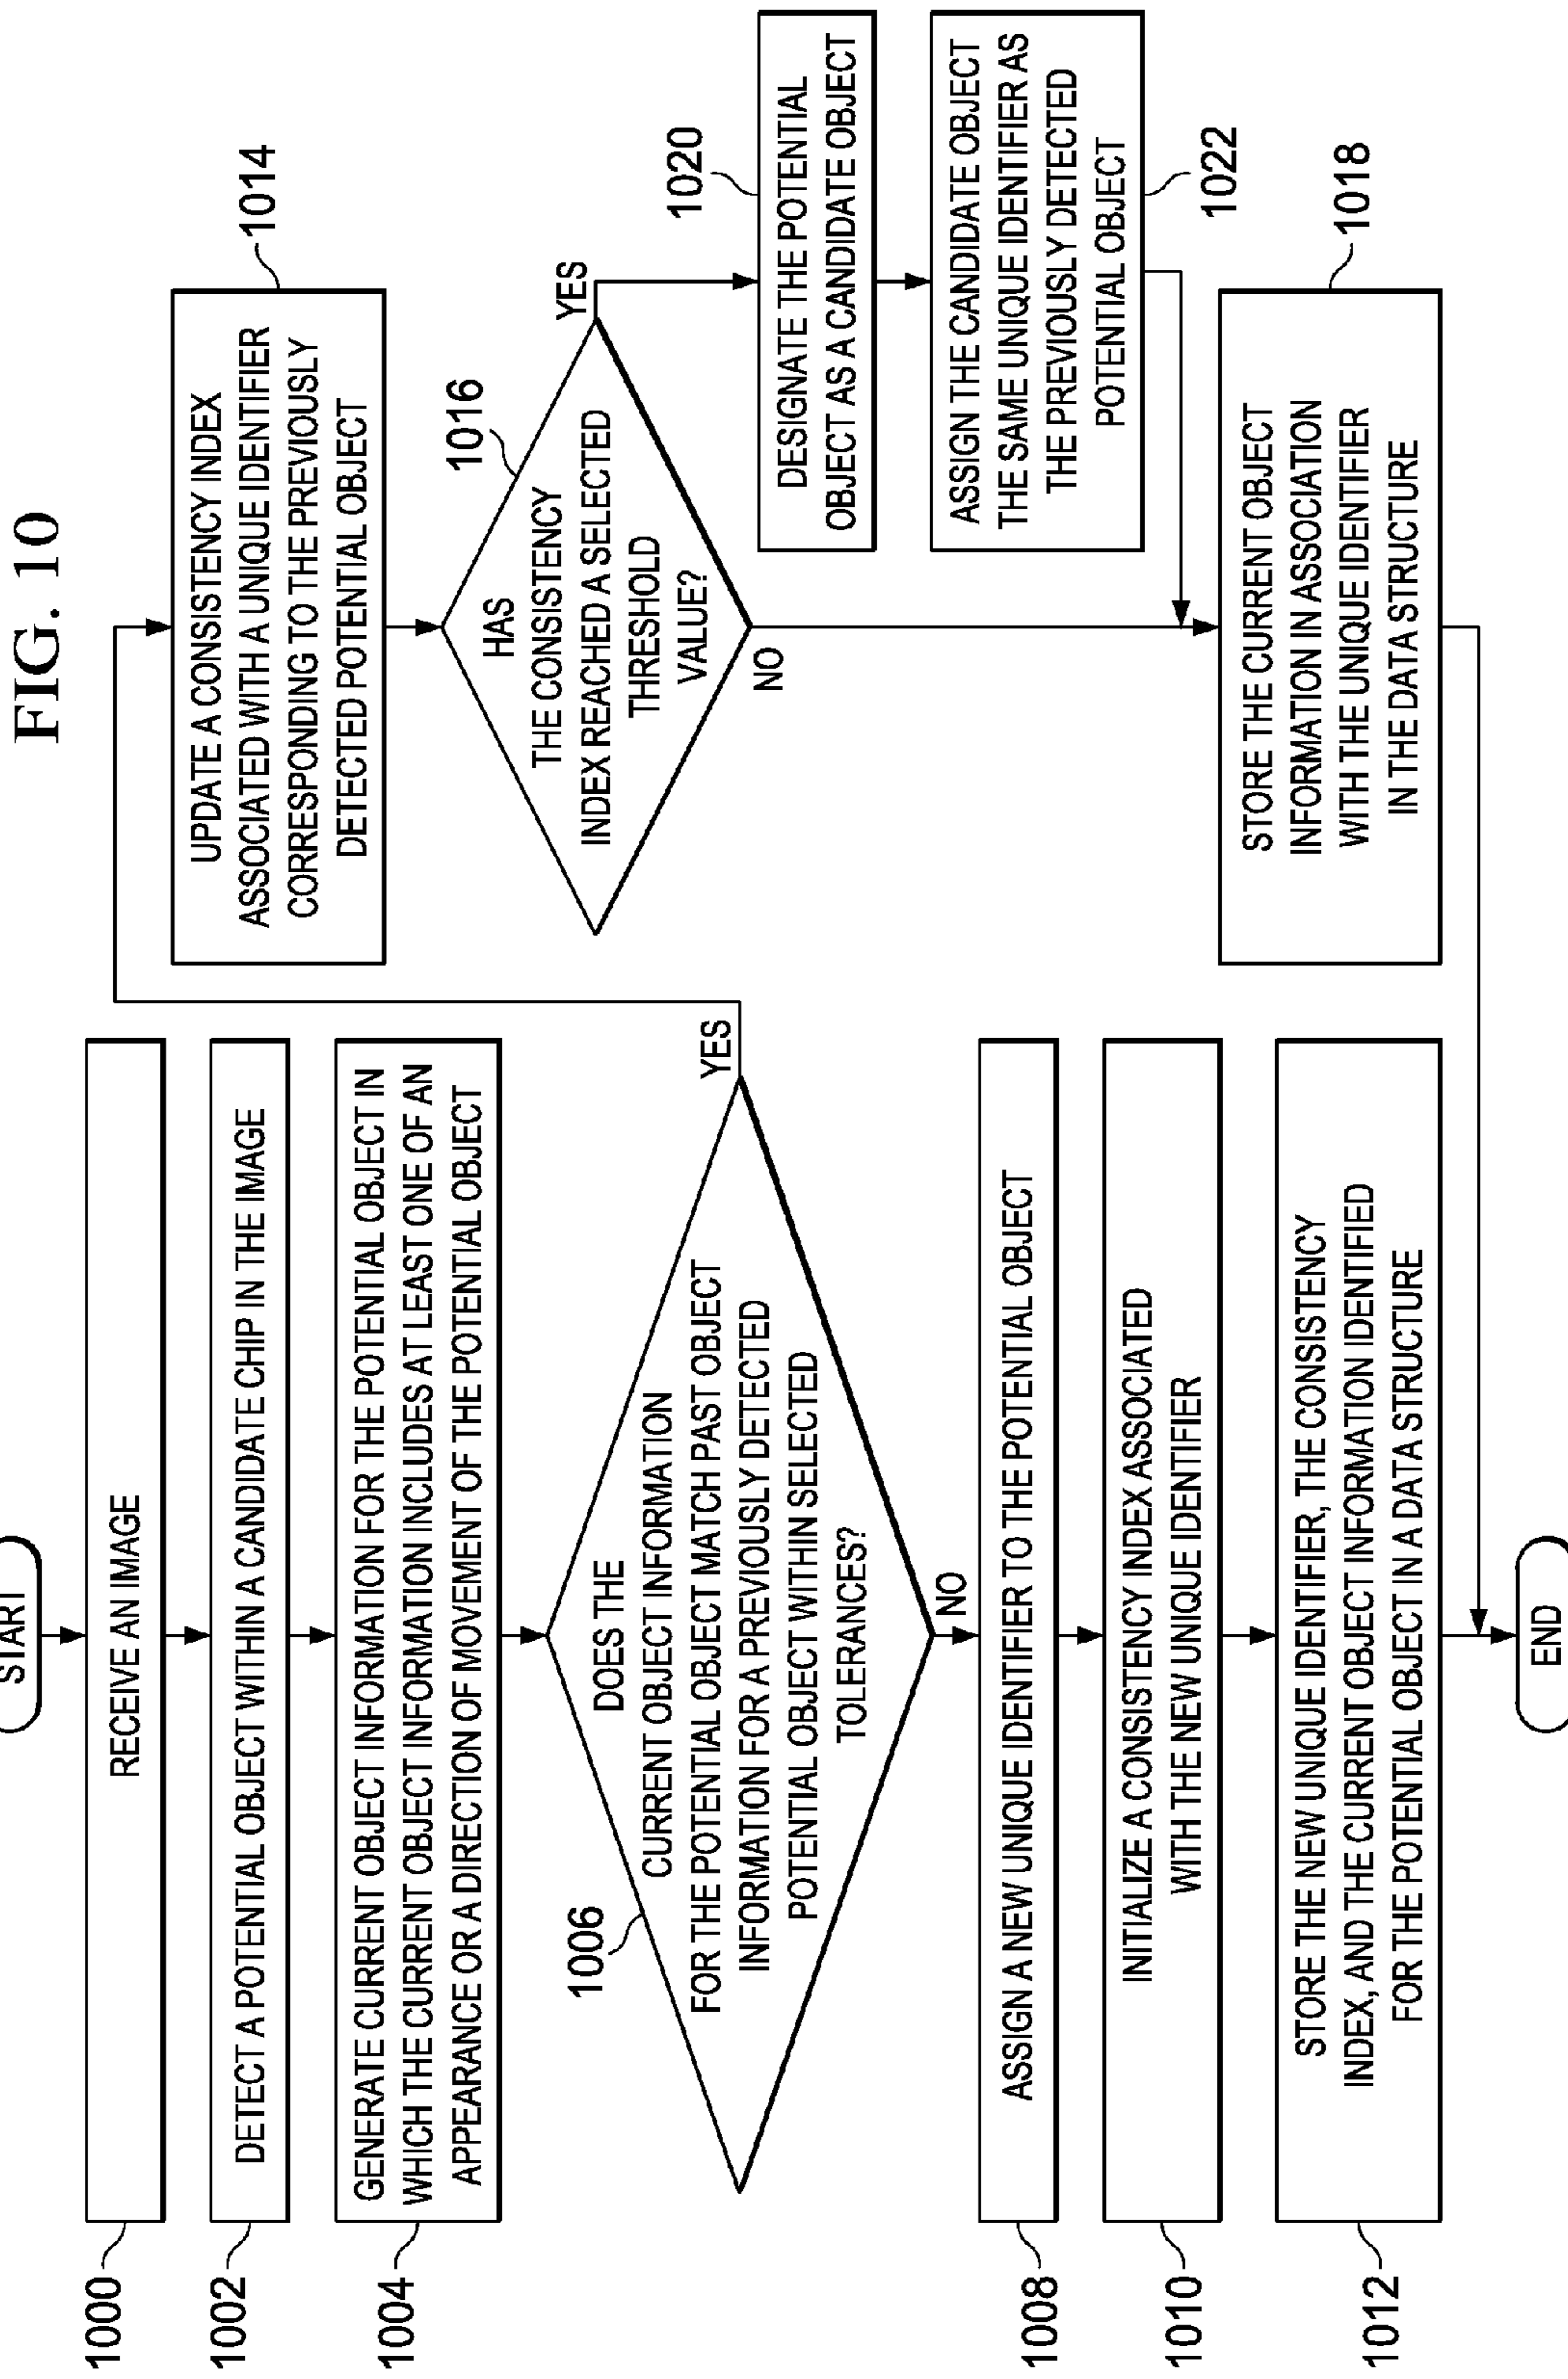 FIG. 10
START
1000
RECEIVE AN IMAGE
1002
DETECT A POTENTIAL OBJECT WITHIN A CANDIDATE CHIP IN THE IMAGE
1004
GENERATE CURRENT OBJECT INFORMATION FOR THE POTENTIAL OBJECT IN
WHICH THE CURRENT OBJECT INFORMATION INCLUDES AT LEAST ONE OF AN
APPEARANCE OR A DIRECTION OF MOVEMENT OF THE POTENTIAL OBJECT
1006
DOES THE
CURRENT OBJECT INFORMATION
FOR THE POTENTIAL OBJECT MATCH PAST OBJECT
INFORMATION FOR A PREVIOUSLY DETECTED
POTENTIAL OBJECT WITHIN SELECTED
TOLERANCES?
YES
NO
1008
ASSIGN A NEW UNIQUE IDENTIFIER TO THE POTENTIAL OBJECT
1010
INITIALIZE A CONSISTENCY INDEX ASSOCIATED
WITH THE NEW UNIQUE IDENTIFIER
1012
STORE THE NEW UNIQUE IDENTIFIER, THE CONSISTENCY
INDEX, AND THE CURRENT OBJECT INFORMATION IDENTIFIED
FOR THE POTENTIAL OBJECT IN A DATA STRUCTURE
END
1014
UPDATE A CONSISTENCY INDEX
ASSOCIATED WITH A UNIQUE IDENTIFIER
CORRESPONDING TO THE PREVIOUSLY
DETECTED POTENTIAL OBJECT
1016
HAS
THE CONSISTENCY
INDEX REACHED A SELECTED
THRESHOLD
VALUE?
YES
NO
1020
DESIGNATE THE POTENTIAL
OBJECT AS A CANDIDATE OBJECT
ASSIGN THE CANDIDATE OBJECT
THE SAME UNIQUE IDENTIFIER AS
THE PREVIOUSLY DETECTED
POTENTIAL OBJECT
1022
1018
STORE THE CURRENT OBJECT
INFORMATION IN ASSOCIATION
WITH THE UNIQUE IDENTIFIER
IN THE DATA STRUCTURE